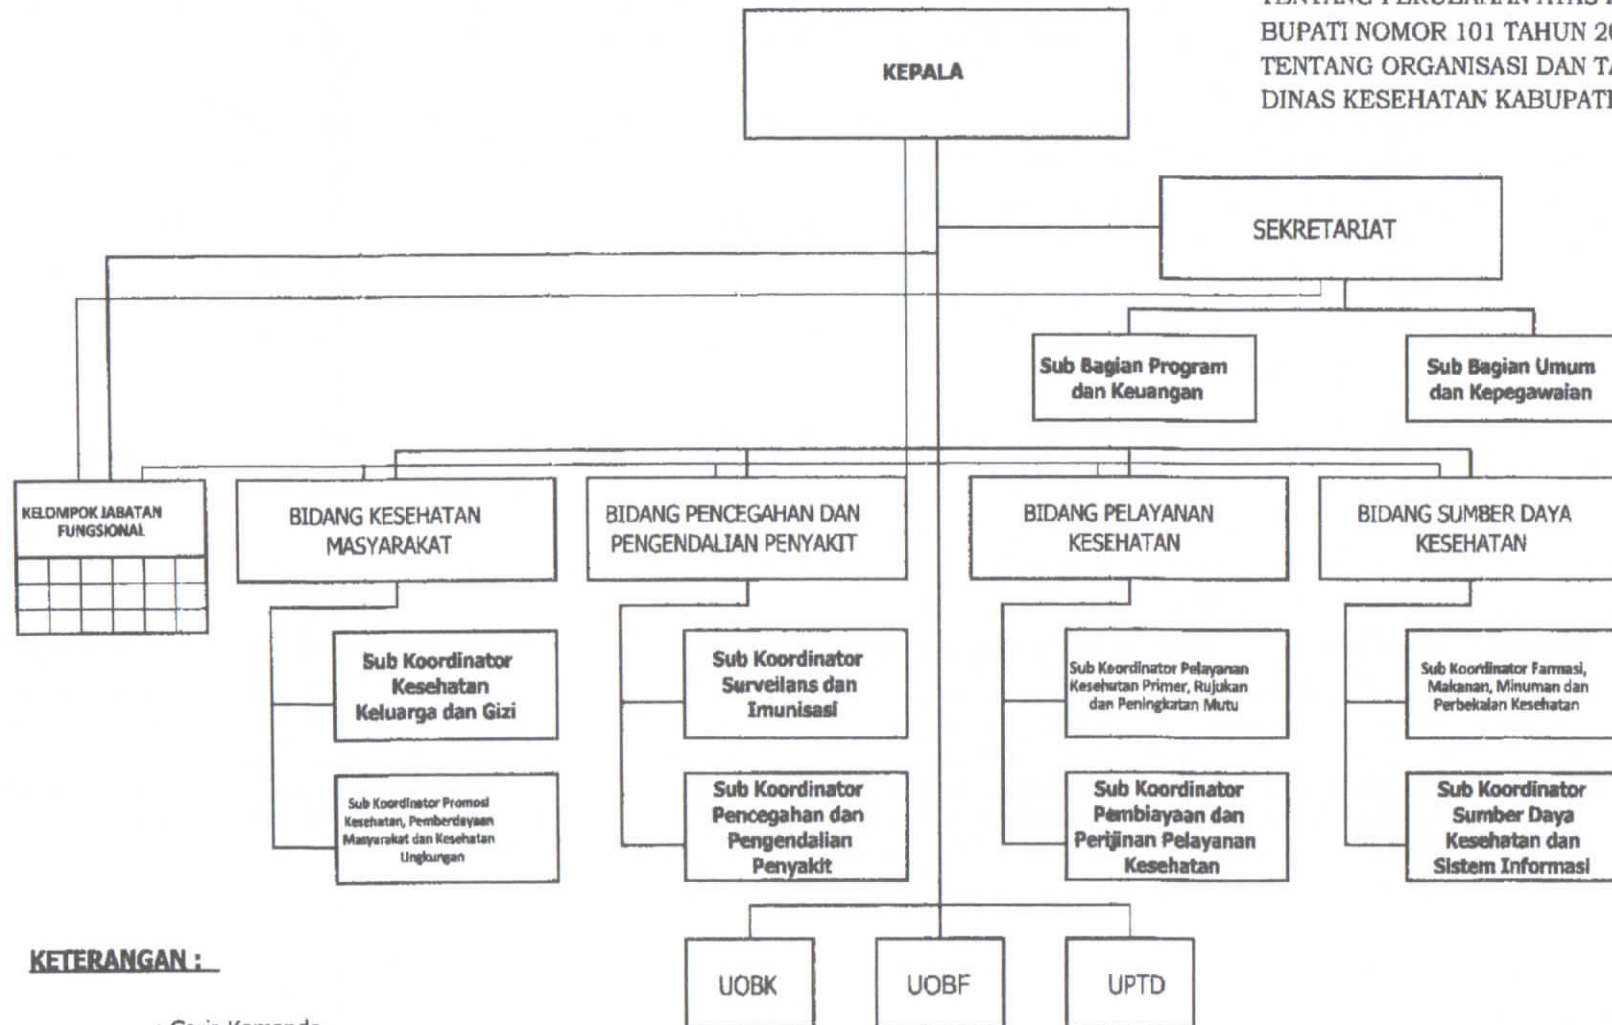 KEPALA
BUPATI NOMOR 101 TAHUN
TENTANG ORGANISASI DAN
DINAS KESEHATAN
SEKRETARIAT
Sub Bagian Program
dan Keuangan
Sub Bagian Umum
dan Kepegawaian
KELOMPOK JABATAN
FUNGSIONAL
BIDANG KESEHATAN
MASYARAKAT
BIDANG PENCEGAHAN DAN
PENGENDALIAN PENYAKIT
BIDANG PELAYANAN
KESEHATAN
BIDANG SUMBER DAYA
KESEHATAN
Sub Koordinator
Kesehatan
Keluarga dan Gizi
Sub Koordinator
Surveilans dan
Imunisasi
Sub Koordinator Pelayanan
Kesehatan Primer, Rujukan
dan Peningkatan Mutu
Sub Koordinator Farmasi,
Makanan, Minuman dan
Perbekalan Kesehatan
Sub Koordinator Promosi
Kesehatan, Pemberdayaan
Masyarakat dan Kesehatan
Lingkungan
Sub Koordinator
Pencegahan dan
Pengendalian
Penyakit
Sub Koordinator
Pembiayaan dan
Perijinan Pelayanan
Kesehatan
Sub Koordinator
Sumber Daya
Kesehatan dan
Sistem Informasi
KETERANGAN :
UOBK
UOBF
UPTD